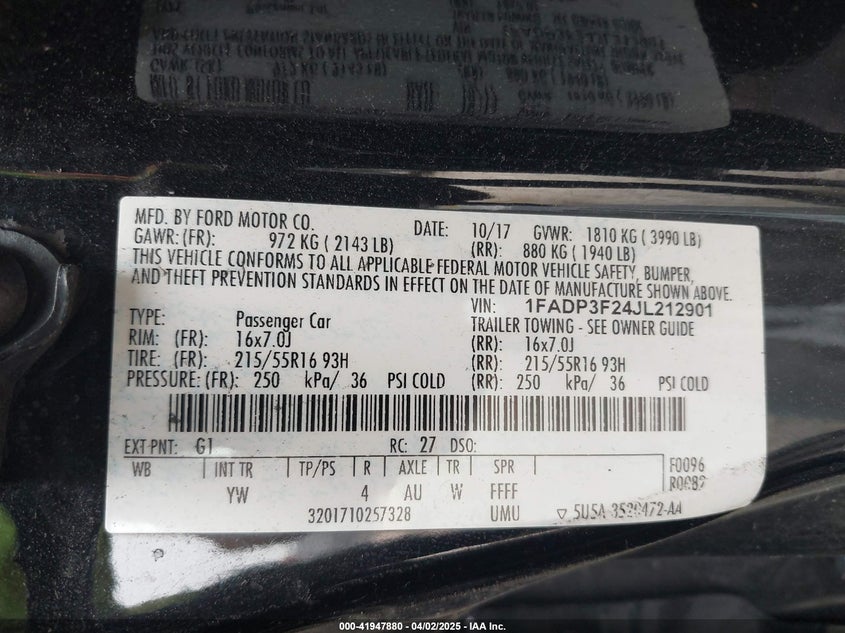 MFD. BY FORD MOTOR CO. DATE: 10/17 GVWR: 1810 KG ( 3990 LB)
GAWR: (FR): 972 KG ( 2143 LB) (RR): 880 KG ( 1940 LB)
THIS VEHICLE CONFORMS TO ALL APPLICABLE FEDERAL MOTOR VEHICLE SAFETY, BUMPER,
AND THEFT PREVENTION STANDARDS IN EFFECT ON THE DATE OF MANUFACTURE SHOWN ABOVE.
VIN: 1FADP3F24JL212901
TYPE: Passenger Car TRAILER TOWING - SEE OWNER GUIDE
RIM: (FR): 16x7.0J (RR): 16x7.0J
TIRE: (FR): 215/55R16 93H (RR): 215/55R16 93H
PRESSURE: (FR): 250 kPa/ 36 PSI COLD (RR): 250 kPa/ 36 PSI COLD
EXT PNT: G1 RC: 27 DSO:
WB INT TR TP/PS R AXLE TR SPR F0096
YW 4 AU W FFFF
3201710257328 UMU ▽ 5U5A
000-41947880 - 04/02/2025 - IAA Inc.